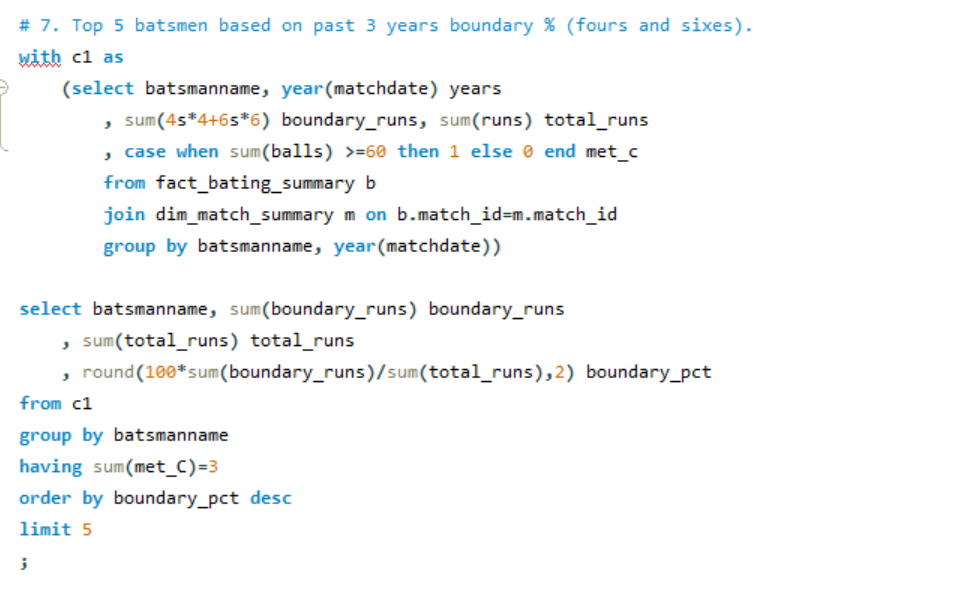 # 7. Top 5 batsmen based on past 3 years boundary % (fours and sixes).
with c1 as
(select batsmanname, year(matchdate) years
, sum(4s*4+6s*6) boundary_runs, sum(runs) total_runs
, case when sum(balls) >=60 then 1 else 0 end met_c
from fact_bating_summary b
join dim_match_summary m on b.match_id=m.match_id
group by batsmanname, year(matchdate))
select batsmanname, sum(boundary_runs) boundary_runs
, sum(total_runs) total_runs
, round(100*sum(boundary_runs)/sum(total_runs),2) boundary_pct
from c1
group by batsmanname
having sum(met_C)=3
order by boundary_pct desc
limit 5
;